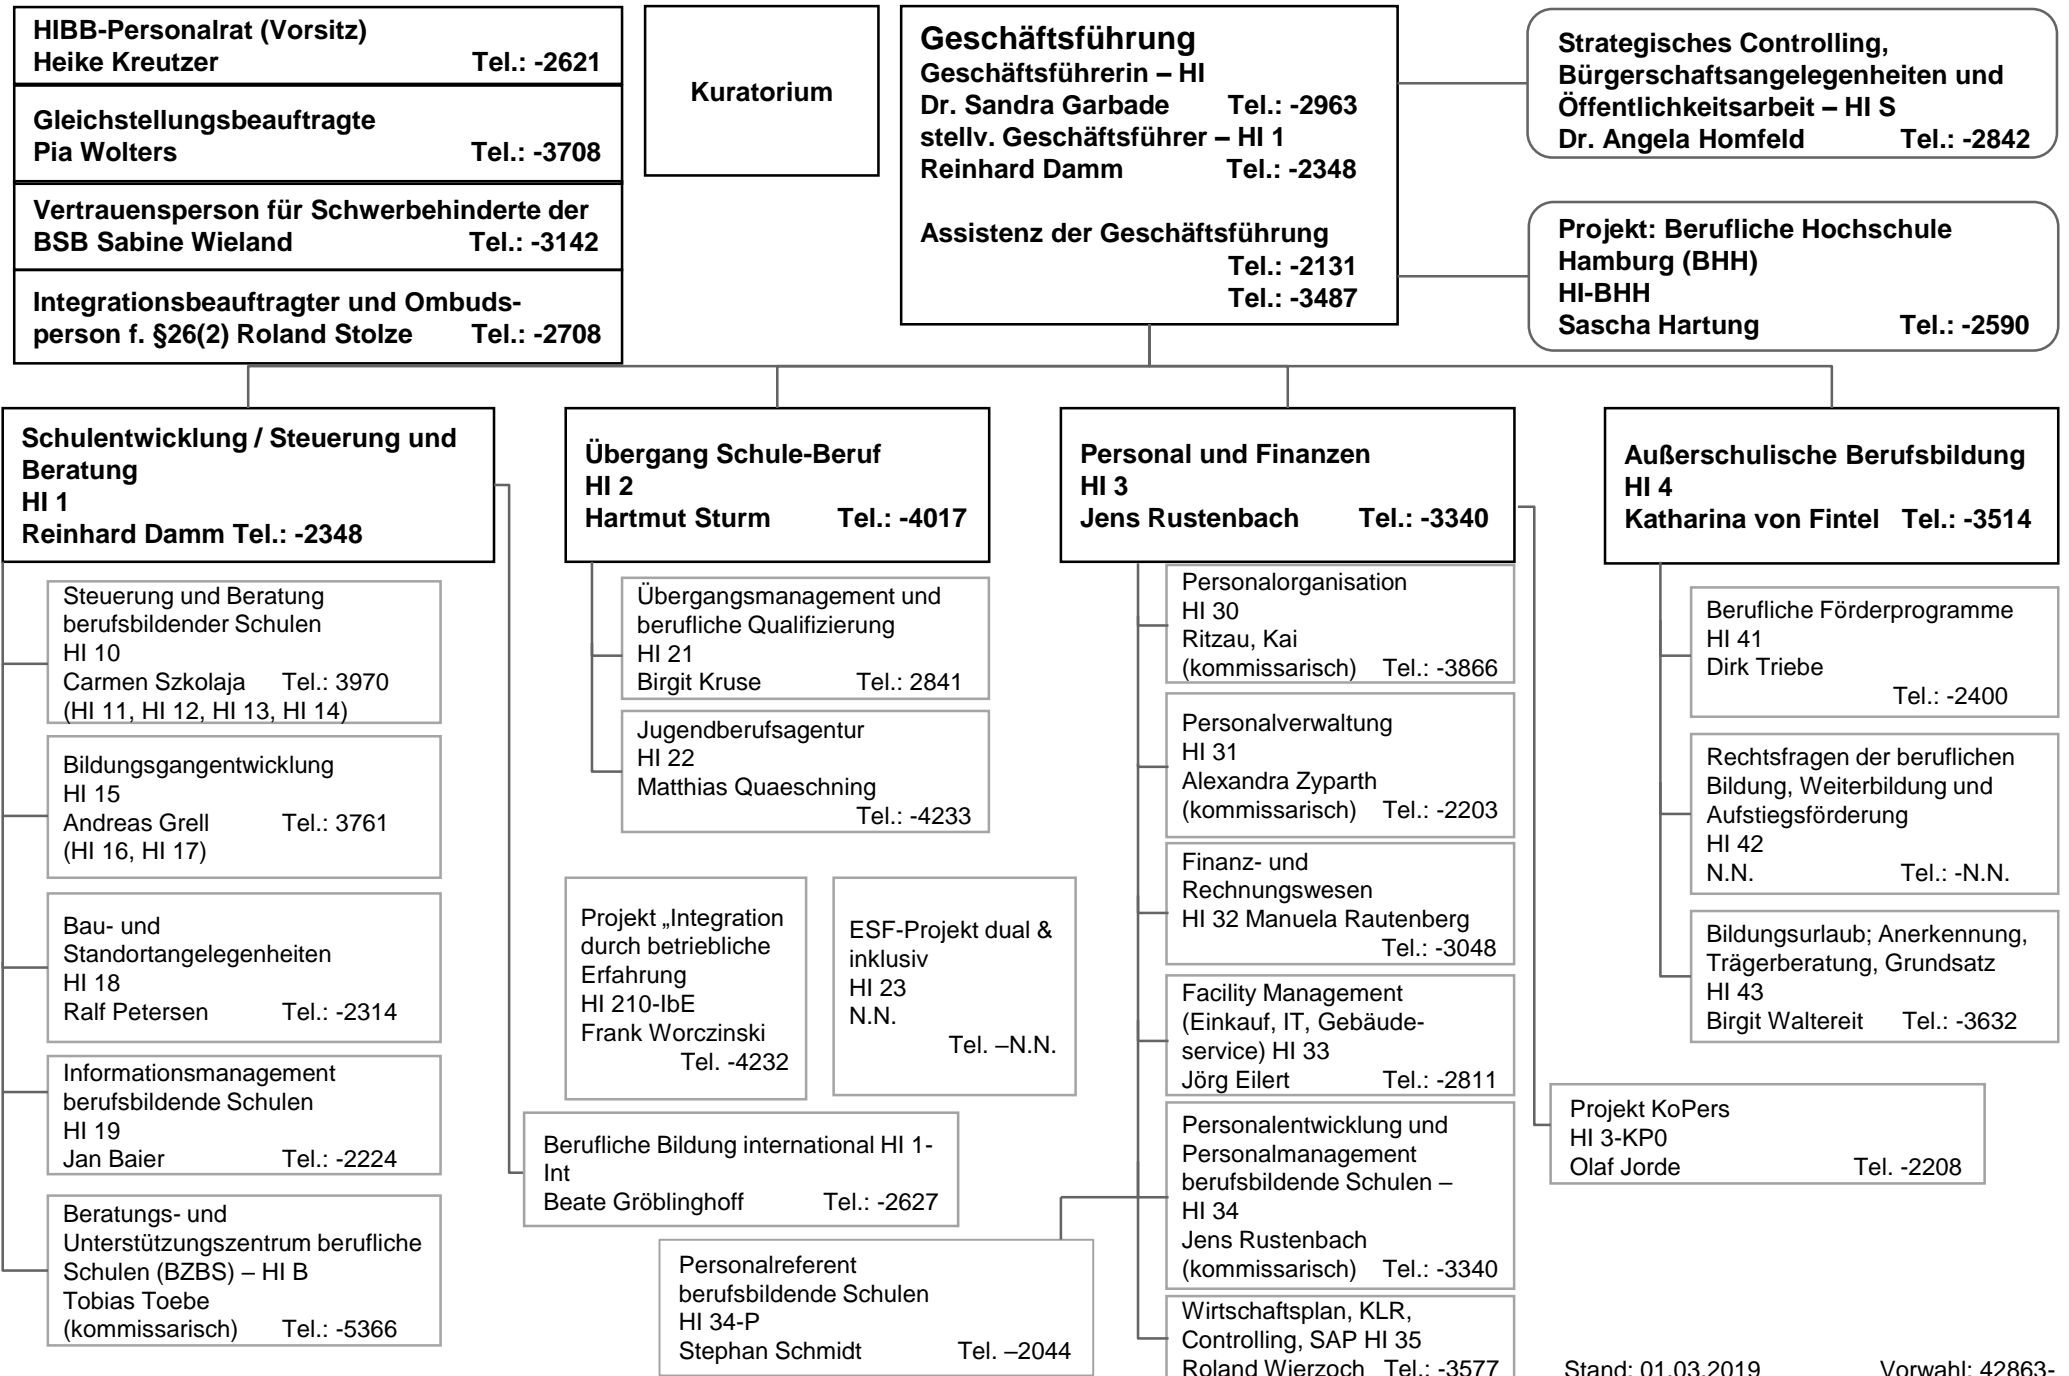 HIBB-Personalrat (Vorsitz)
Heike Kreutzer Tel.: -2621
Gleichstellungsbeauftragte
Pia Wolters Tel.: -3708
Vertrauensperson für Schwerbehinderte der
BSB Sabine Wieland Tel.: -3142
Integrationsbeauftragter und Ombuds-
person f. §26(2) Roland Stolze Tel.: -2708
Kuratorium
Geschäftsführung
Geschäftsführerin – HI
Dr. Sandra Garbade Tel.: -2963
stellv. Geschäftsführer – HI 1
Reinhard Damm Tel.: -2348
Assistenz der Geschäftsführung
Tel.: -2131
Tel.: -3487
Strategisches Controlling,
Bürgerschaftsangelegenheiten und
Öffentlichkeitsarbeit – HI S
Dr. Angela Homfeld Tel.: -2842
Projekt: Berufliche Hochschule
Hamburg (BHH)
HI-BHH
Sascha Hartung Tel.: -2590
Schulentwicklung / Steuerung und
Beratung
HI 1
Reinhard Damm Tel.: -2348
Steuerung und Beratung
berufsbildender Schulen
HI 10
Carmen Szkolaja Tel.: 3970
(HI 11, HI 12, HI 13, HI 14)
Bildungsgangentwicklung
HI 15
Andreas Grell Tel.: 3761
(HI 16, HI 17)
Bau- und
Standortangelegenheiten
HI 18
Ralf Petersen Tel.: -2314
Informationsmanagement
berufsbildende Schulen
HI 19
Jan Baier Tel.: -2224
Beratungs- und
Unterstützungszentrum berufliche
Schulen (BZBS) – HI B
Tobias Toebe
(kommissarisch) Tel.: -5366
Übergang Schule-Beruf
HI 2
Hartmut Sturm Tel.: -4017
Übergangsmanagement und
berufliche Qualifizierung
HI 21
Birgit Kruse Tel.: 2841
Jugendberufsagentur
HI 22
Matthias Quaeschning
Tel.: -4233
Projekt „Integration
durch betriebliche
Erfahrung
HI 210-IbE
Frank Worczinski
Tel. -4232
ESF-Projekt dual &
inklusiv
HI 23
N.N.
Tel. –N.N.
Berufliche Bildung international HI 1-
Int
Beate Gröblinghoff Tel.: -2627
Personalreferent
berufsbildende Schulen
HI 34-P
Stephan Schmidt Tel. –2044
Personal und Finanzen
HI 3
Jens Rustenbach Tel.: -3340
Personalorganisation
HI 30
Ritzau, Kai
(kommissarisch) Tel.: -3866
Personalverwaltung
HI 31
Alexandra Zyparth
(kommissarisch) Tel.: -2203
Finanz- und
Rechnungswesen
HI 32 Manuela Rautenberg
Tel.: -3048
Facility Management
(Einkauf, IT, Gebäude-
service) HI 33
Jörg Eilert Tel.: -2811
Personalentwicklung und
Personalmanagement
berufsbildende Schulen –
HI 34
Jens Rustenbach
(kommissarisch) Tel.: -3340
Wirtschaftsplan, KLR,
Controlling, SAP HI 35
Roland Wierzoch Tel.: -3577
Außerschulische Berufsbildung
HI 4
Katharina von Fintel Tel.: -3514
Berufliche Förderprogramme
HI 41
Dirk Triebe
Tel.: -2400
Rechtsfragen der beruflichen
Bildung, Weiterbildung und
Aufstiegsförderung
HI 42
N.N. Tel.: -N.N.
Bildungsurlaub; Anerkennung,
Trägerberatung, Grundsatz
HI 43
Birgit Waltereit Tel.: -3632
Projekt KoPers
HI 3-KP0
Olaf Jorde Tel. -2208
Stand: 01.03.2019 Vorwahl: 42863-